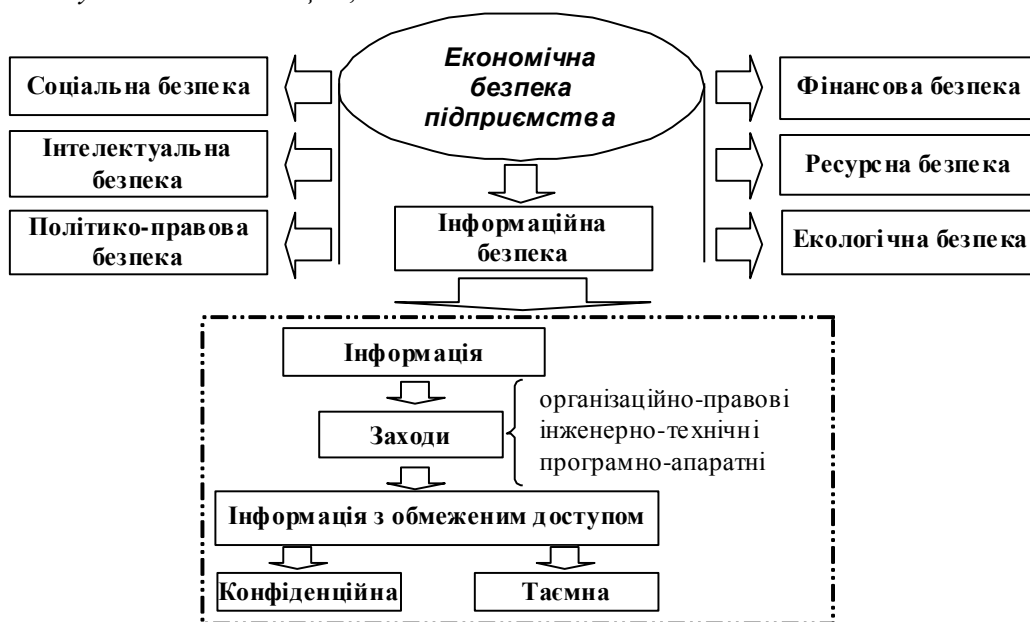 Економічна
безпека
підприємства
Соціальна безпека
Інтелектуальна
безпека
Політико-правова
безпека
Фінансова безпека
Ресурсна безпека
Екологічна безпека
Інформаційна
безпека
Інформація
Заходи
організаційно-правові
інженерно-технічні
програмно-апаратні
Інформація з обмеженим доступом
Конфіденційна
Таємна